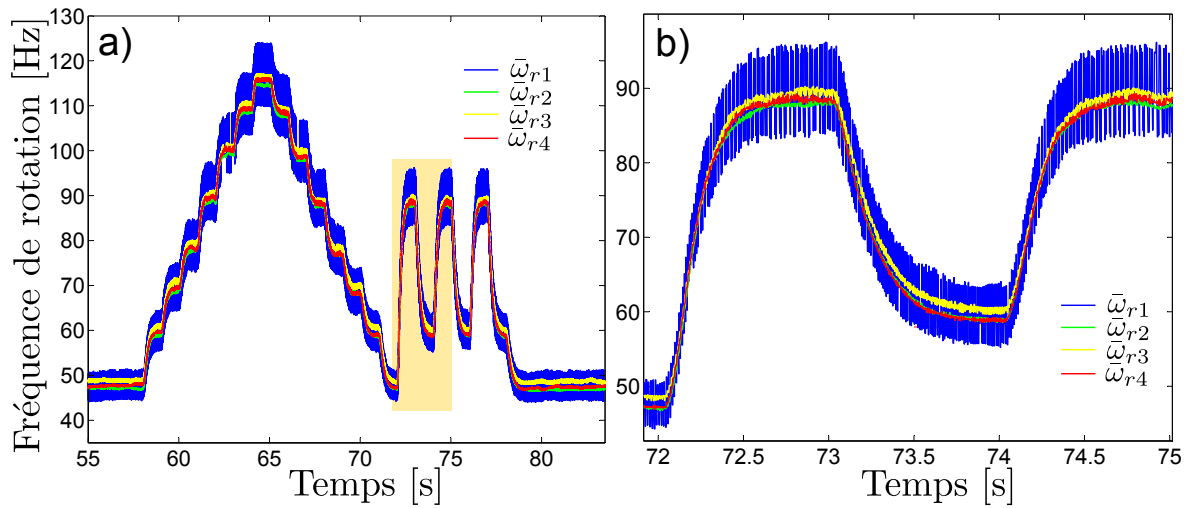 a)
Fréquence de rotation [Hz]
130
120
110
100
90
80
70
60
50
40
55
60
65
70
75
80
Temps [s]
ω̄r1
ω̄r2
ω̄r3
ω̄r4
b)
90
80
70
60
50
72
72.5
73
73.5
74
74.5
75
Temps [s]
ω̄r1
ω̄r2
ω̄r3
ω̄r4